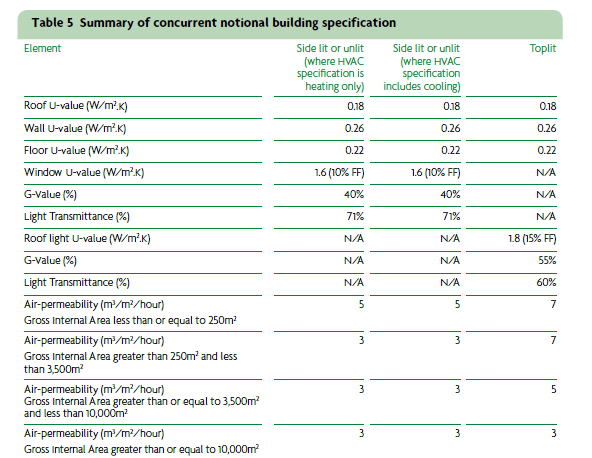 Table 5 Summary of concurrent notional building specification
Element Side lit or unlit Side lit or unlit Toplit
(where HVAC (where HVAC
specification is specification
heating only) includes cooling)
Roof U-value (W/m².K) 0.18 0.18 0.18
Wall U-value (W/m².K) 0.26 0.26 0.26
Floor U-value (W/m².K) 0.22 0.22 0.22
Window U-value (W/m².K) 1.6 (10% FF) 1.6 (10% FF) N/A
G-Value (%) 40% 40% N/A
Light Transmittance (%) 71% 71% N/A
Roof light U-value (W/m².K) N/A N/A 1.8 (15% FF)
G-Value (%) N/A N/A 55%
Light Transmittance (%) N/A N/A 60%
Air-permeability (m³/m²/hour) 5 5 7
Gross Internal Area less than or equal to 250m²
Air-permeability (m³/m²/hour) 3 3 7
Gross Internal Area greater than 250m² and less
than 3,500m²
Air-permeability (m³/m²/hour) 3 3 5
Gross Internal Area greater than or equal to 3,500m²
and less than 10,000m²
Air-permeability (m³/m²/hour) 3 3 3
Gross Internal Area greater than or equal to 10,000m²